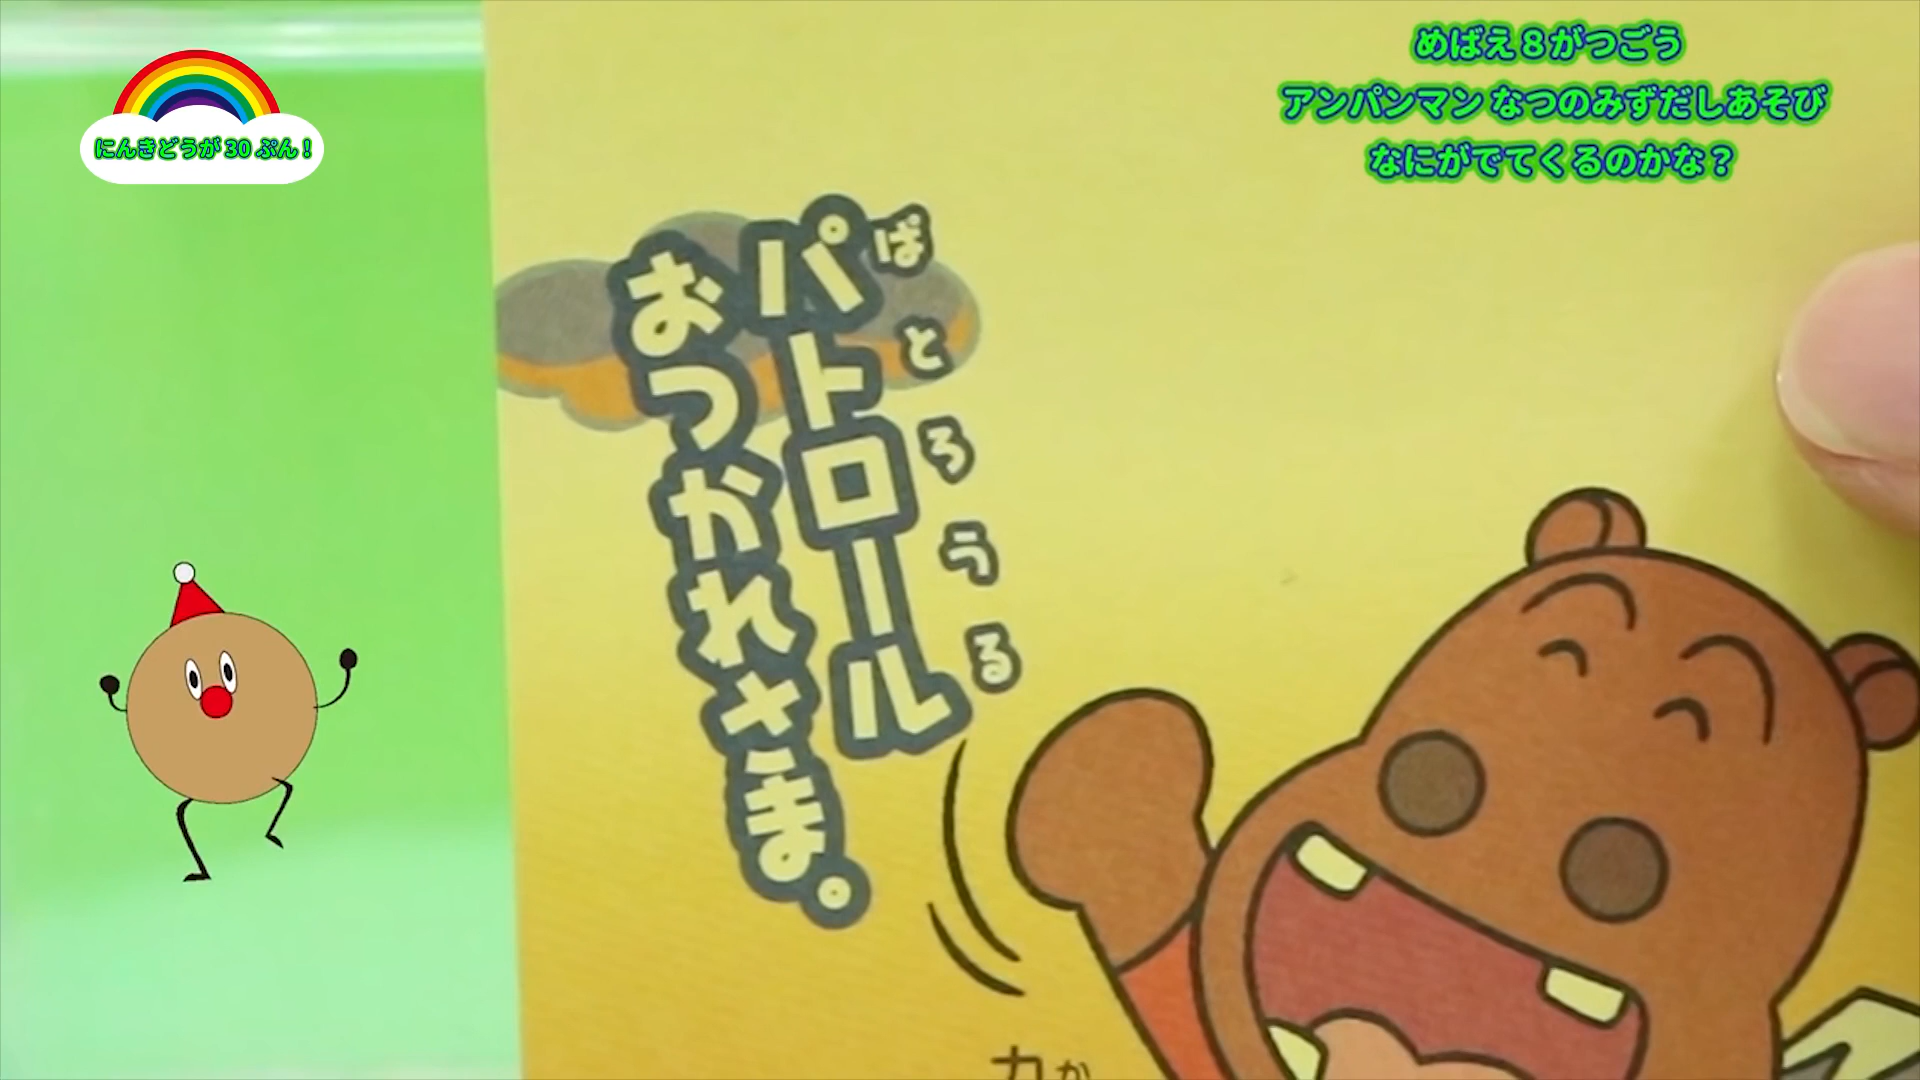 にんきどうが30ぷん！
めばえ８がつごう
アンパンマンなつのみずだしあそび
なにがでてくるのかな？
パトロール
ぱとろうる
おつかれさま。
カ
か